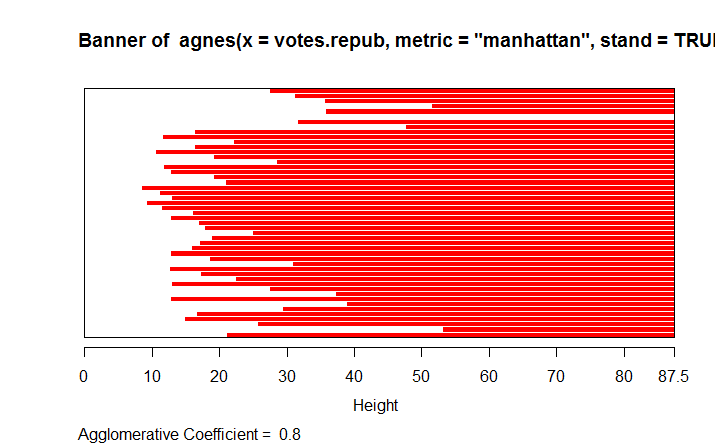 Banner of  agnes(x = votes.repub, metric = "manhattan", stand = TRU
0 10 20 30 40 50 60 70 80 87.5
Height
Agglomerative Coefficient =  0.8